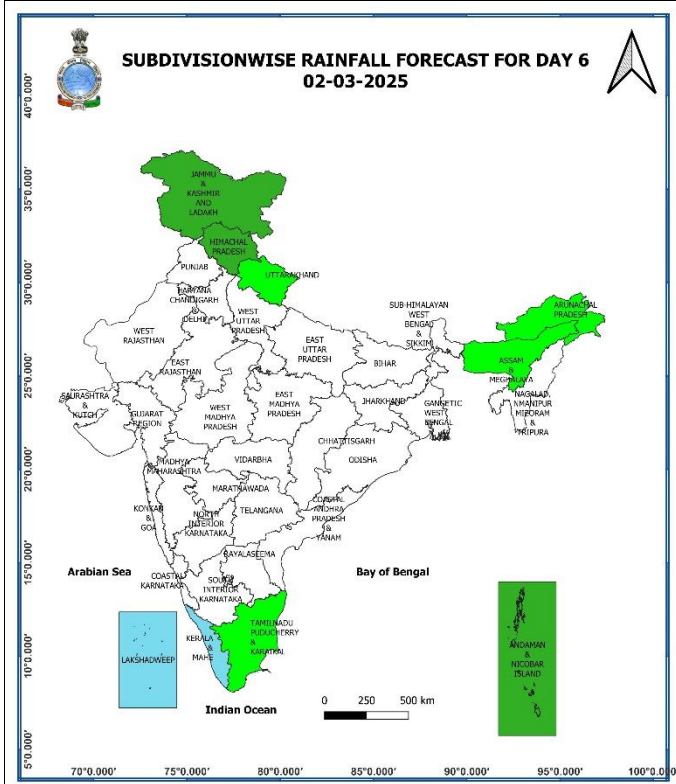 SUBDIVISIONWISE RAINFALL FORECAST FOR DAY 6
02-03-2025
40°0.000'
35°0.000'
30°0.000'
25°0.000'
20°0.000'
15°0.000'
10°0.000'
5°0.000'
JAMMU
&
KASHMIR
AND
LADAKH
HIMACHAL
PRADESH
PUNJAB
UTTARAKHAND
HARYANA
CHANDIGARH
&
DELHI
WEST
UTTAR
PRADESH
WEST
RAJASTHAN
EAST
RAJASTHAN
EAST
UTTAR
PRADESH
SUB-HIMALAYAN
WEST
BENGAL
&
SIKKIM
ARUNACHAL
PRADESH
ASSAM
&
MEGHALAYA
NAGALAD,
NMANIPUR
MIZORAM
&
TRIPURA
BIHAR
JHARKHAND
GANGETIC
WEST
BENGAL
SAURASHTRA
&
KUTCH
GUJARAT
REGION
WEST
MADHYA
PRADESH
EAST
MADHYA
PRADESH
CHHATTISGARH
ODISHA
MADHYA
MAHARASHTRA
VIDARBHA
MARATHAWADA
KONKAN
&
GOA
NORTH
INTERIOR
KARNATAKA
TELANGANA
COASTAL
ANDHRA
PRADESH
&
YANAM
RAYALASEEMA
Arabian Sea
Bay of Bengal
COASTAL
KARNATAKA
SOUTH
INTERIOR
KARNATAKA
TAMILNADU
PUDUCHERRY
&
KARAIKAL
KERALA
&
MAHE
LAKSHADWEEP
ANDAMAN
&
NICOBAR
ISLAND
Indian Ocean
0 250 500 km
70°0.000' 75°0.000' 80°0.000' 85°0.000' 90°0.000' 95°0.000'